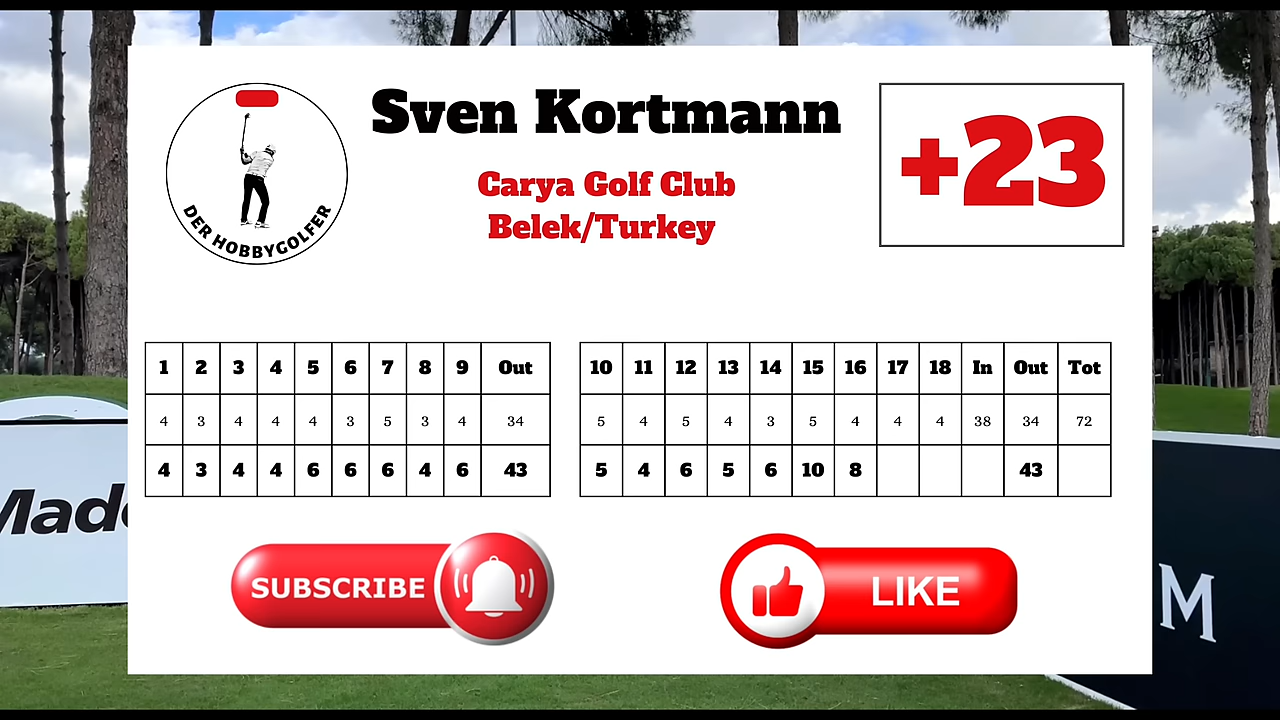 Sven Kortmann
Carya Golf Club
Belek/Turkey
+23
DER HOBBYGOLFER
1 2 3 4 5 6 7 8 9 Out
4 3 4 4 4 3 5 3 4 34
4 3 4 4 6 6 6 4 6 43
10 11 12 13 14 15 16 17 18 In Out Tot
5 4 5 4 3 5 4 4 4 38 34 72
5 4 6 5 6 10 8 43
Made
SUBSCRIBE
LIKE
M